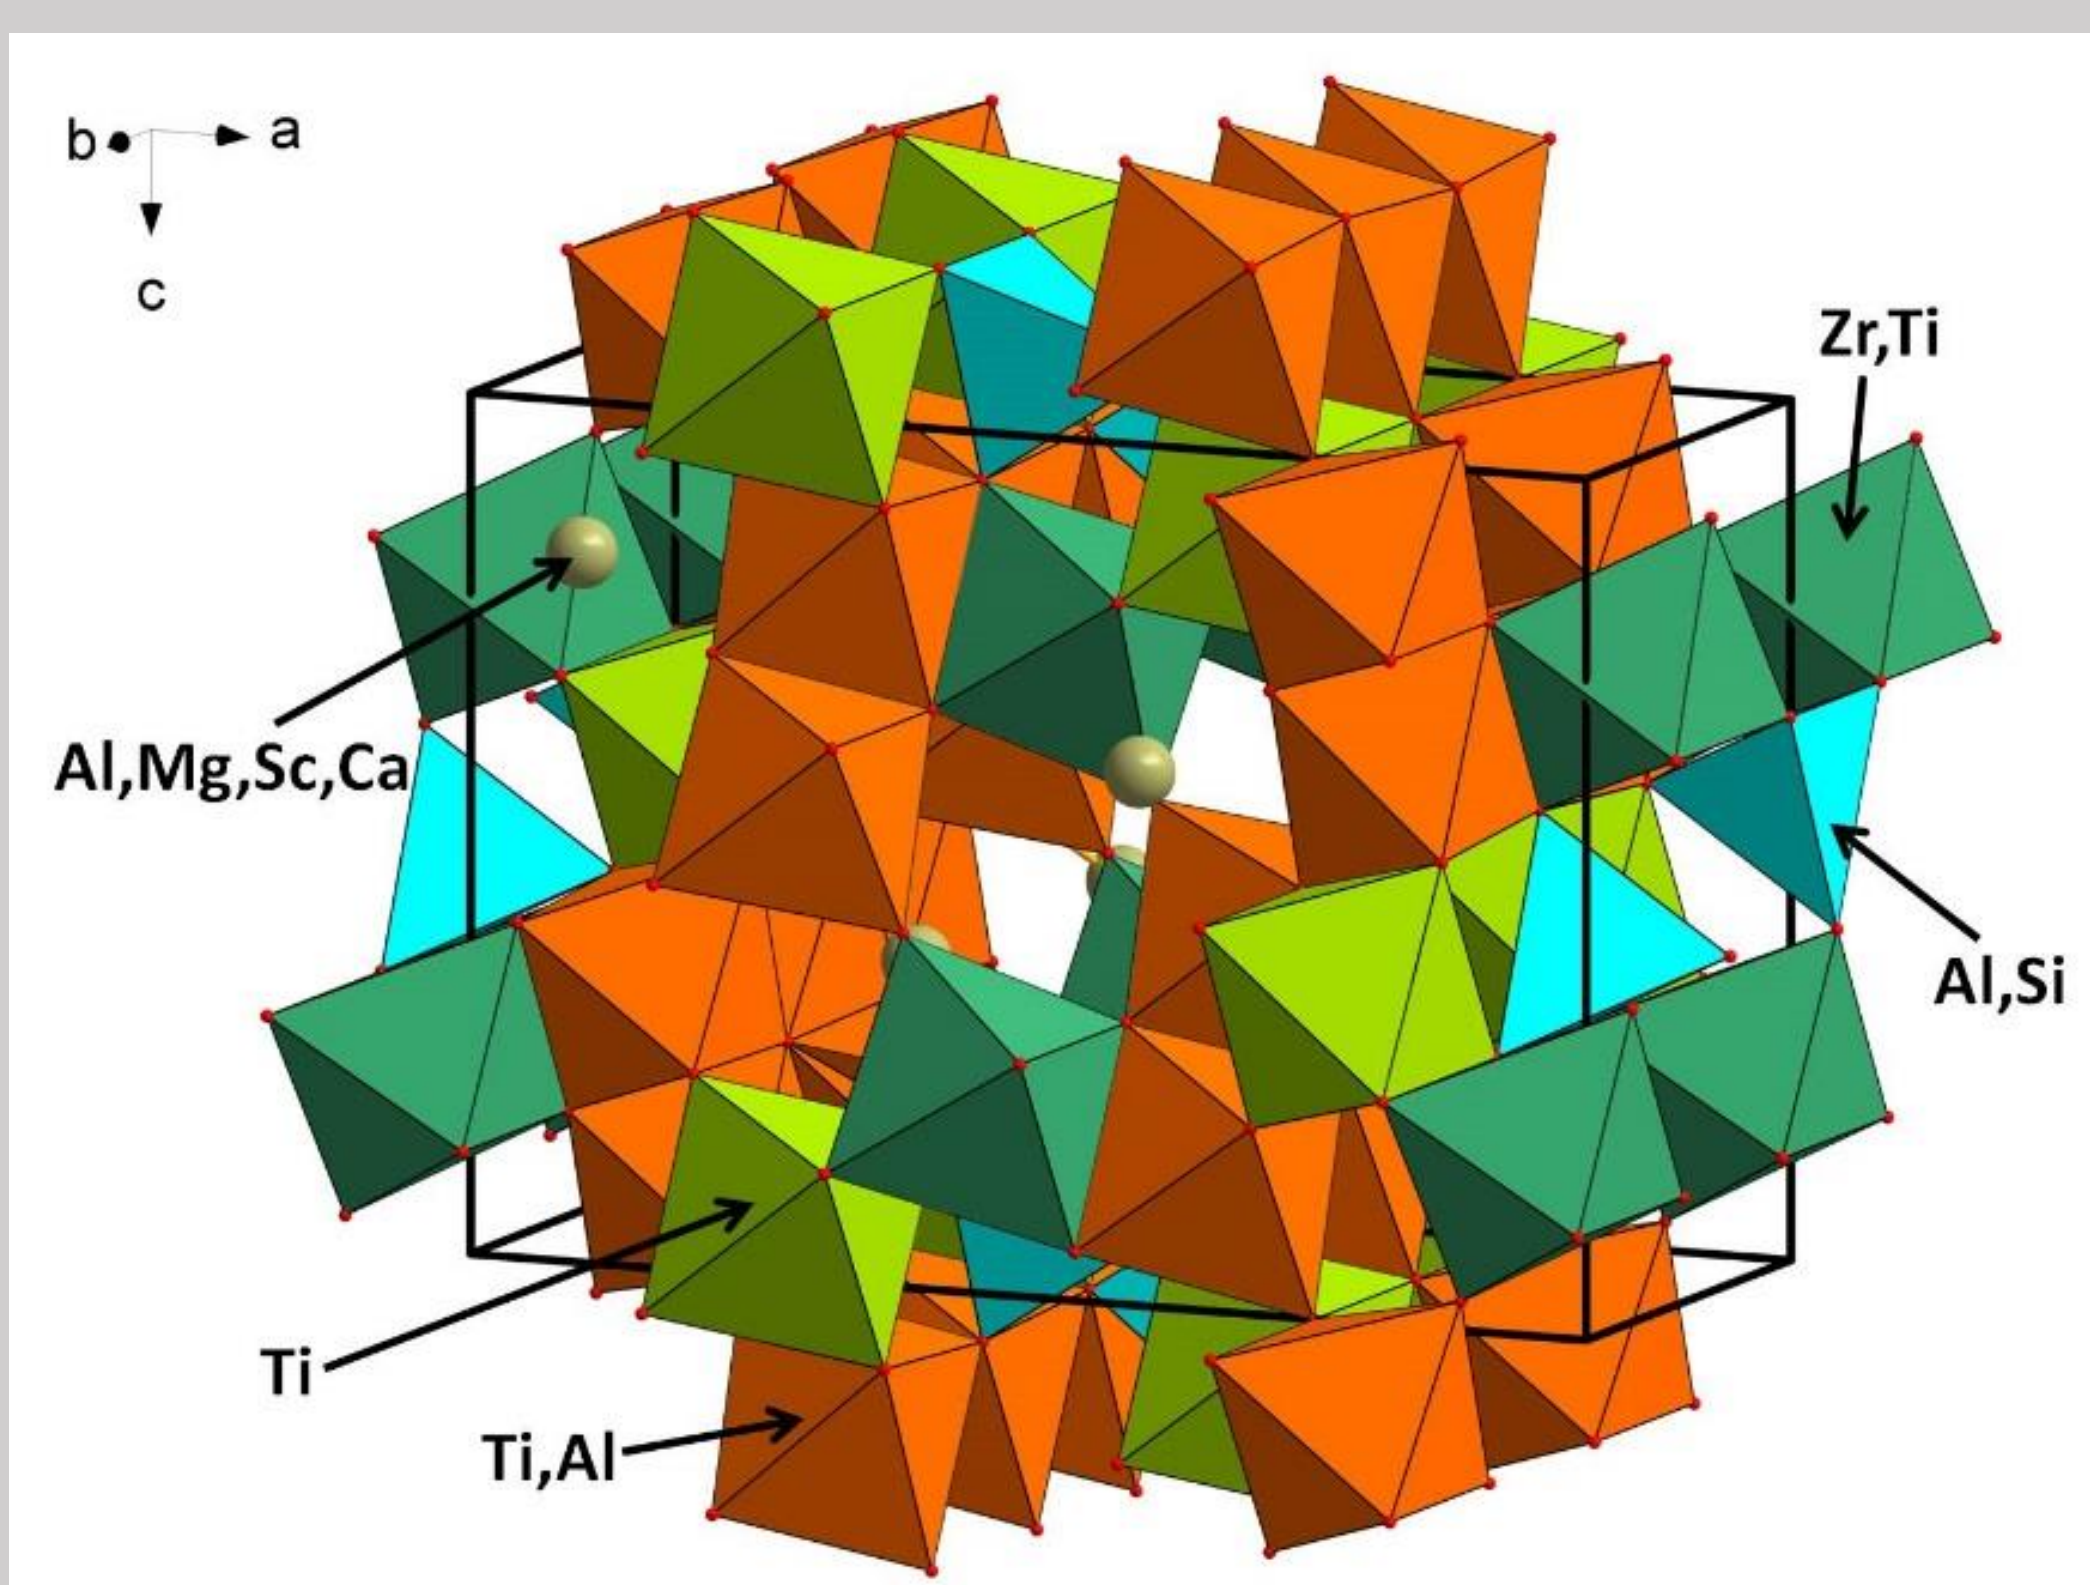 b
a
c
Zr,Ti
Al,Mg,Sc,Ca
Al,Si
Ti
Ti,Al